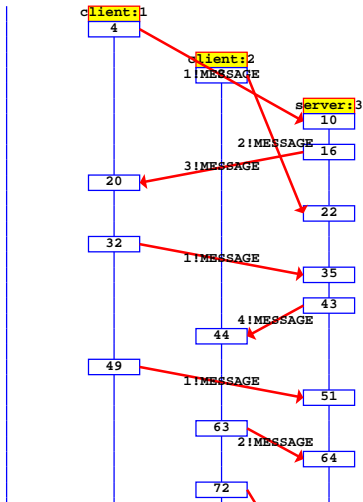 client:1
4
client:2
1!MESSAGE
server:3
10
2!MESSAGE
16
3!MESSAGE
20
22
32
1!MESSAGE
35
43
4!MESSAGE
44
49
1!MESSAGE
51
63
2!MESSAGE
64
72